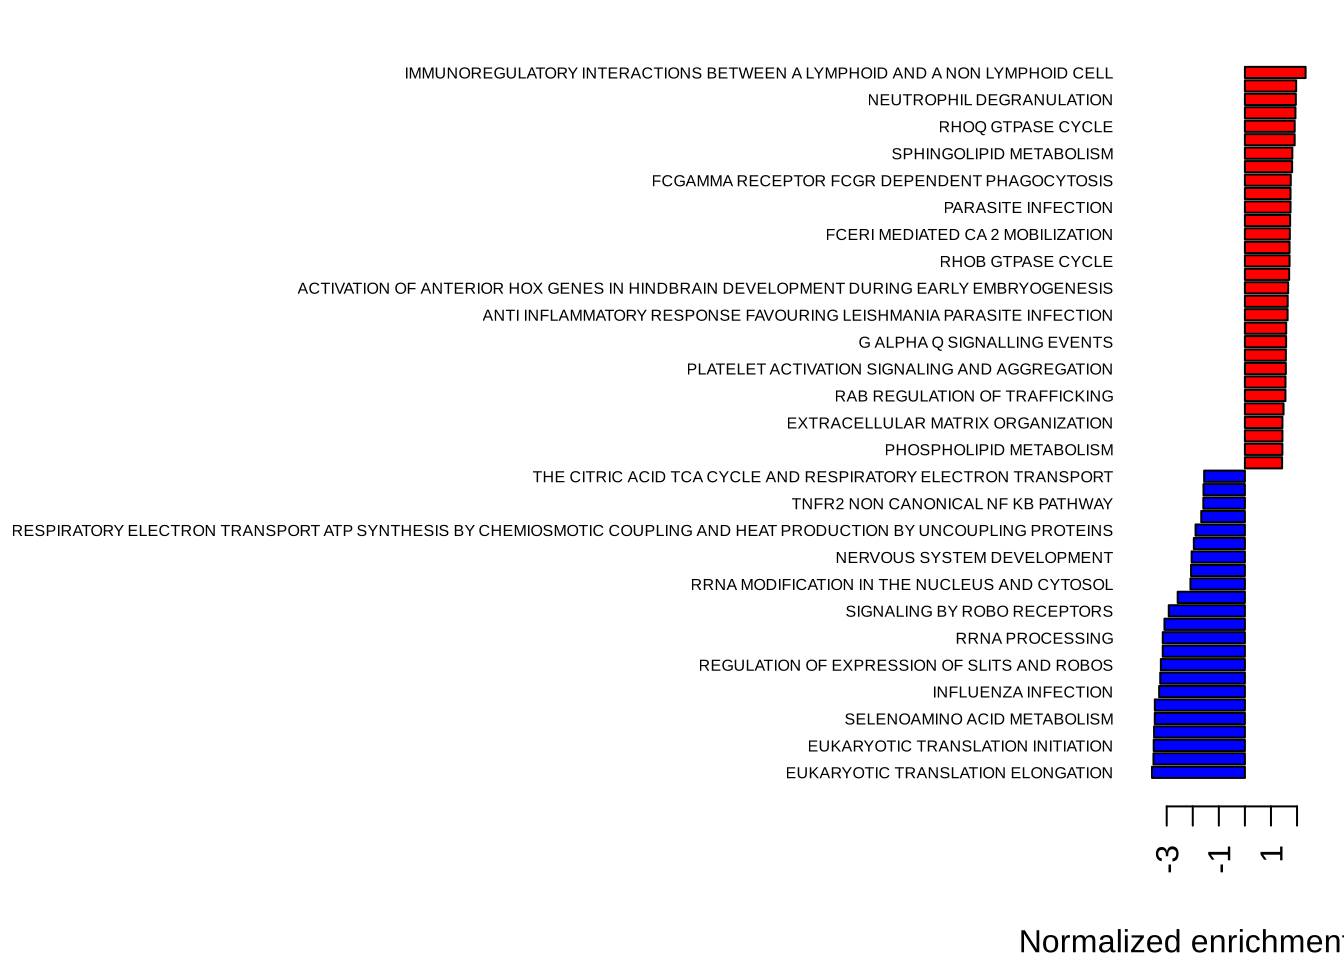 IMMUNOREGULATORY INTERACTIONS BETWEEN A LYMPHOID AND A NON LYMPHOID CELL
NEUTROPHIL DEGRANULATION
RHOQ GTPASE CYCLE
SPHINGOLIPID METABOLISM
FCGAMMA RECEPTOR FCGR DEPENDENT PHAGOCYTOSIS
PARASITE INFECTION
FCERI MEDIATED CA 2 MOBILIZATION
RHOB GTPASE CYCLE
ACTIVATION OF ANTERIOR HOX GENES IN HINDBRAIN DEVELOPMENT DURING EARLY EMBRYOGENESIS
ANTI INFLAMMATORY RESPONSE FAVOURING LEISHMANIA PARASITE INFECTION
G ALPHA Q SIGNALLING EVENTS
PLATELET ACTIVATION SIGNALING AND AGGREGATION
RAB REGULATION OF TRAFFICKING
EXTRACELLULAR MATRIX ORGANIZATION
PHOSPHOLIPID METABOLISM
THE CITRIC ACID TCA CYCLE AND RESPIRATORY ELECTRON TRANSPORT
TNFR2 NON CANONICAL NF KB PATHWAY
RESPIRATORY ELECTRON TRANSPORT ATP SYNTHESIS BY CHEMIOSMOTIC COUPLING AND HEAT PRODUCTION BY UNCOUPLING PROTEINS
NERVOUS SYSTEM DEVELOPMENT
RRNA MODIFICATION IN THE NUCLEUS AND CYTOSOL
SIGNALING BY ROBO RECEPTORS
RRNA PROCESSING
REGULATION OF EXPRESSION OF SLITS AND ROBOS
INFLUENZA INFECTION
SELENOAMINO ACID METABOLISM
EUKARYOTIC TRANSLATION INITIATION
EUKARYOTIC TRANSLATION ELONGATION
-3 -1 1
Normalized enrichment